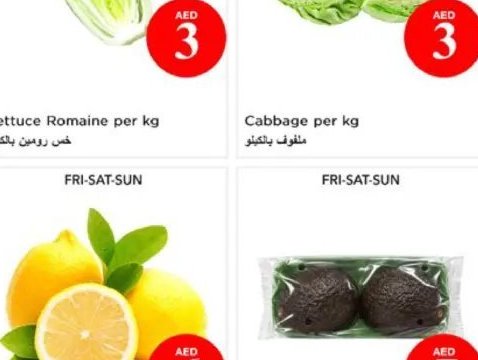 AED
3
AED
3
ettuce Romaine per kg
Cabbage per kg
خس رومين بالك
ملفوف بالكيلو
FRI-SAT-SUN
FRI-SAT-SUN
AED
AED